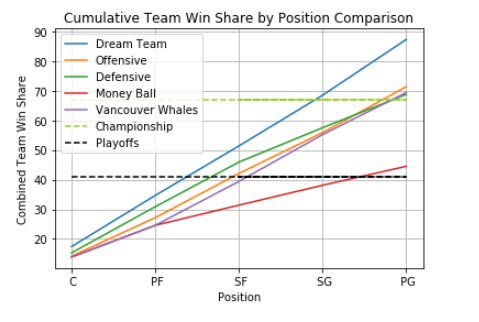 Cumulative Team Win Share by Position Comparison
90
80
70
60
50
40
30
20
Combined Team Win Share
Dream Team
Offensive
Defensive
Money Ball
Vancouver Whales
Championship
Playoffs
C PF SF SG PG
Position